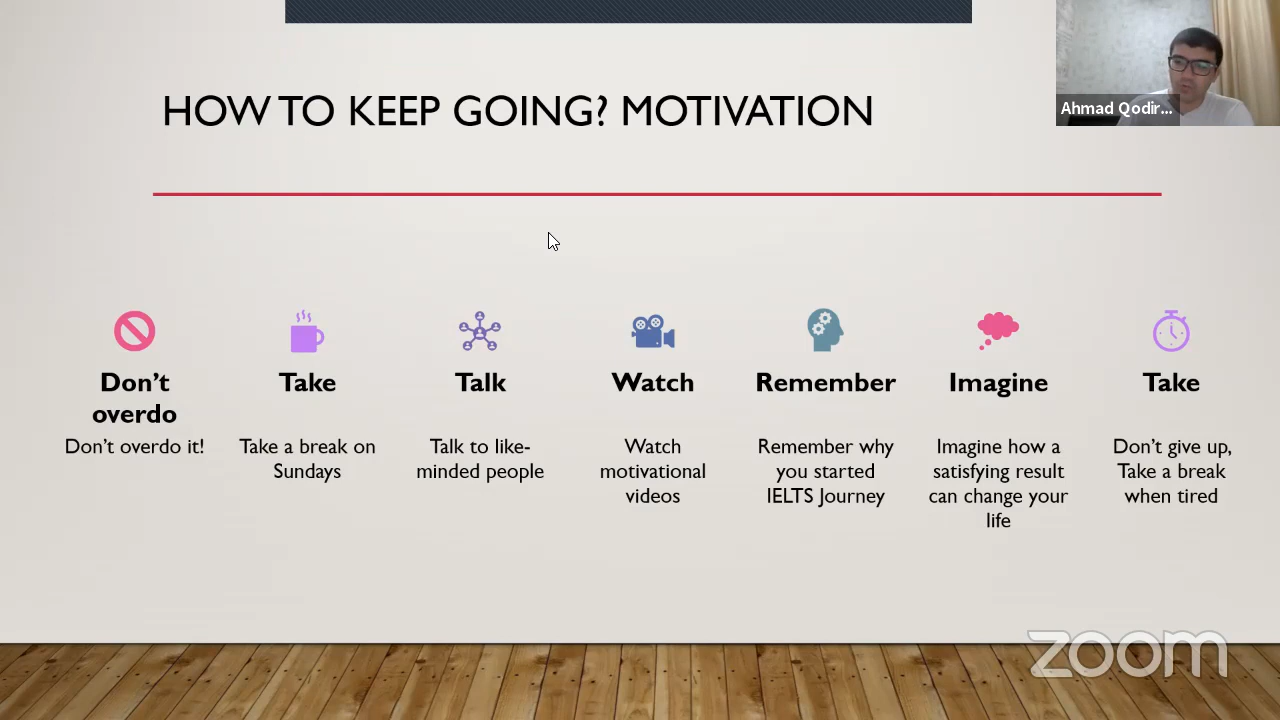 HOW TO KEEP GOING? MOTIVATION
Ahmad Qodir...
Don’t
overdo
Don’t overdo it!
Take
Take a break on
Sundays
Talk
Talk to like-
minded people
Watch
Watch
motivational
videos
Remember
Remember why
you started
IELTS Journey
Imagine
Imagine how a
satisfying result
can change your
life
Take
Don’t give up,
Take a break
when tired
zoom